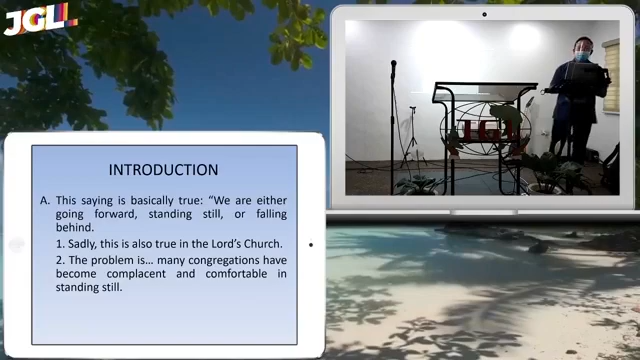 JGL
INTRODUCTION
A. This saying is basically true: “We are either
going forward, standing still, or falling
behind.
1. Sadly, this is also true in the Lord’s Church.
2. The problem is… many congregations have
become complacent and comfortable in
standing still.
JGL